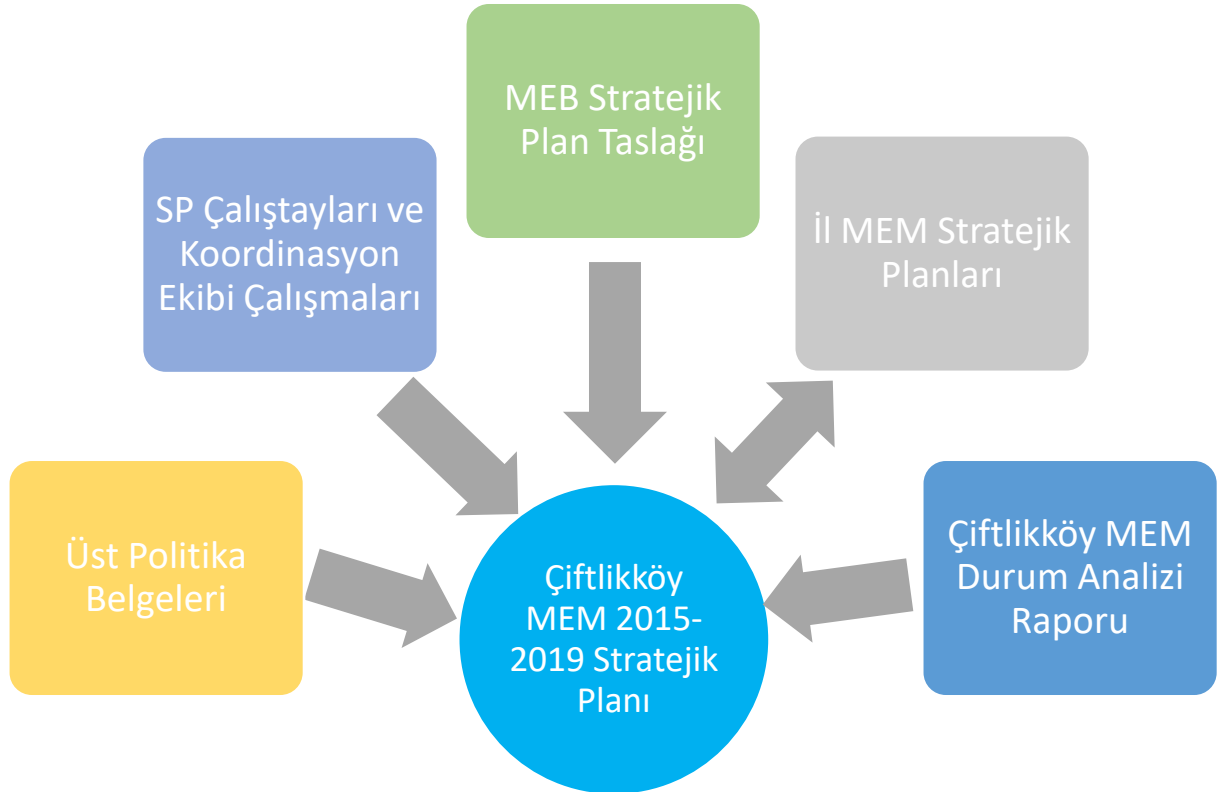 MEB Stratejik
Plan Taslağı
SP Çalıştayları ve
Koordinasyon
Ekibi Çalışmaları
İl MEM Stratejik
Planları
Üst Politika
Belgeleri
Çiftlikköy
MEM 2015-
2019 Stratejik
Planı
Çiftlikköy MEM
Durum Analizi
Raporu